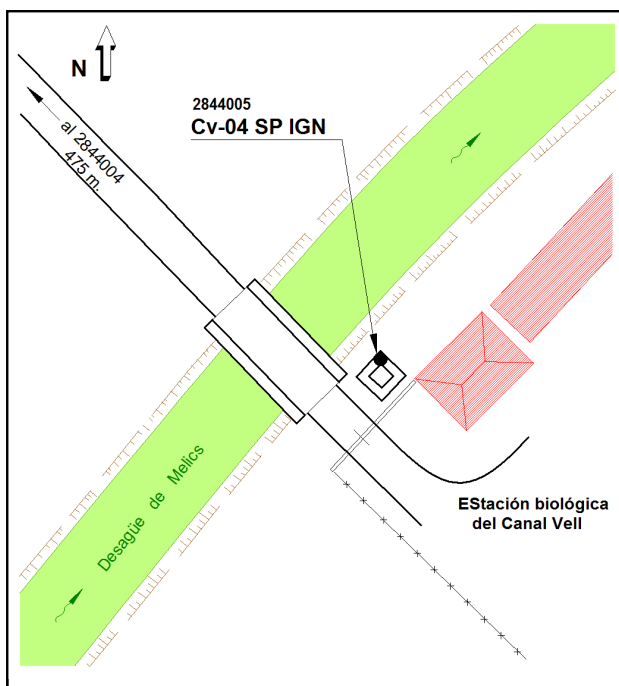 N
2844005
Cv-04 SP IGN
al 2844004
475 m.
Desagüe de Melics
EStación biológica
del Canal Vell